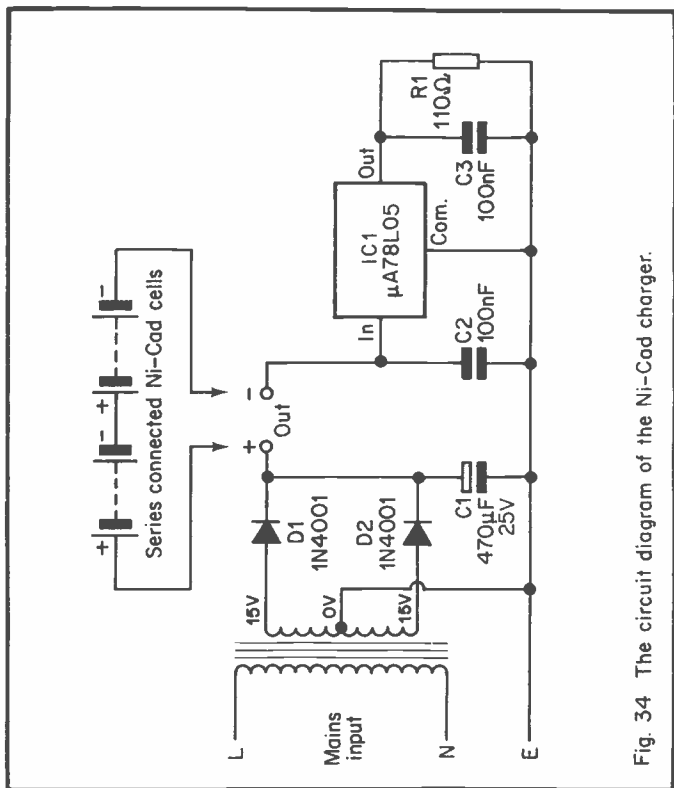 + - + -
Series connected Ni-Cad cells
+ -
Out
L
N
E
Mains
input
15V
0V
15V
D1
1N4001
D2
1N4001
C1
470µF
25V
In
C2
100nF
IC1
µA78L05
Com.
Out
C3
100nF
R1
110Ω
Fig. 34 The circuit diagram of the Ni-Cad charger.